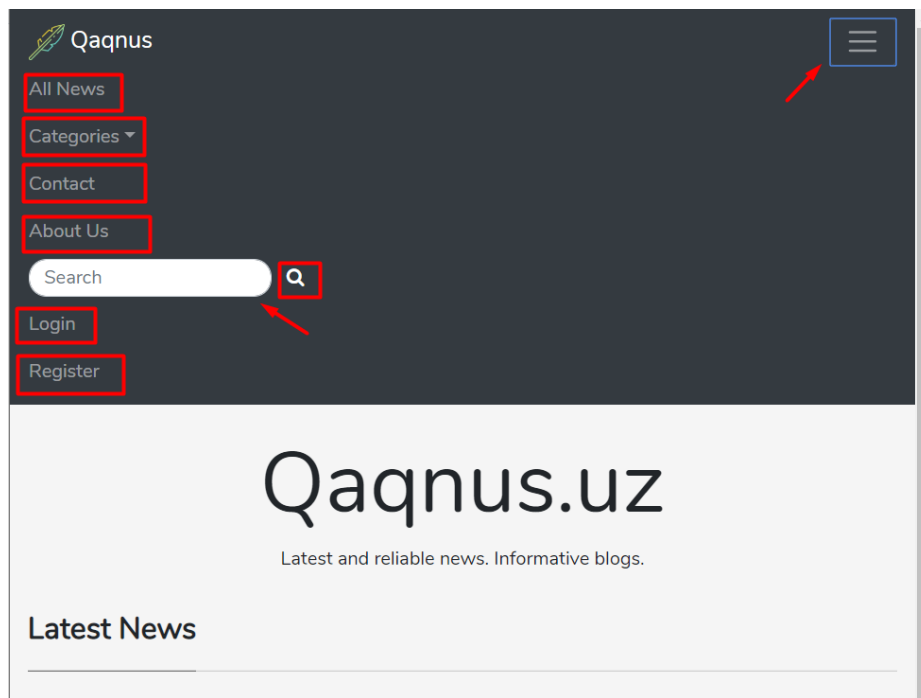 Qaqnus
All News
Categories
Contact
About Us
Search
Login
Register
Qaqnus.uz
Latest and reliable news. Informative blogs.
Latest News